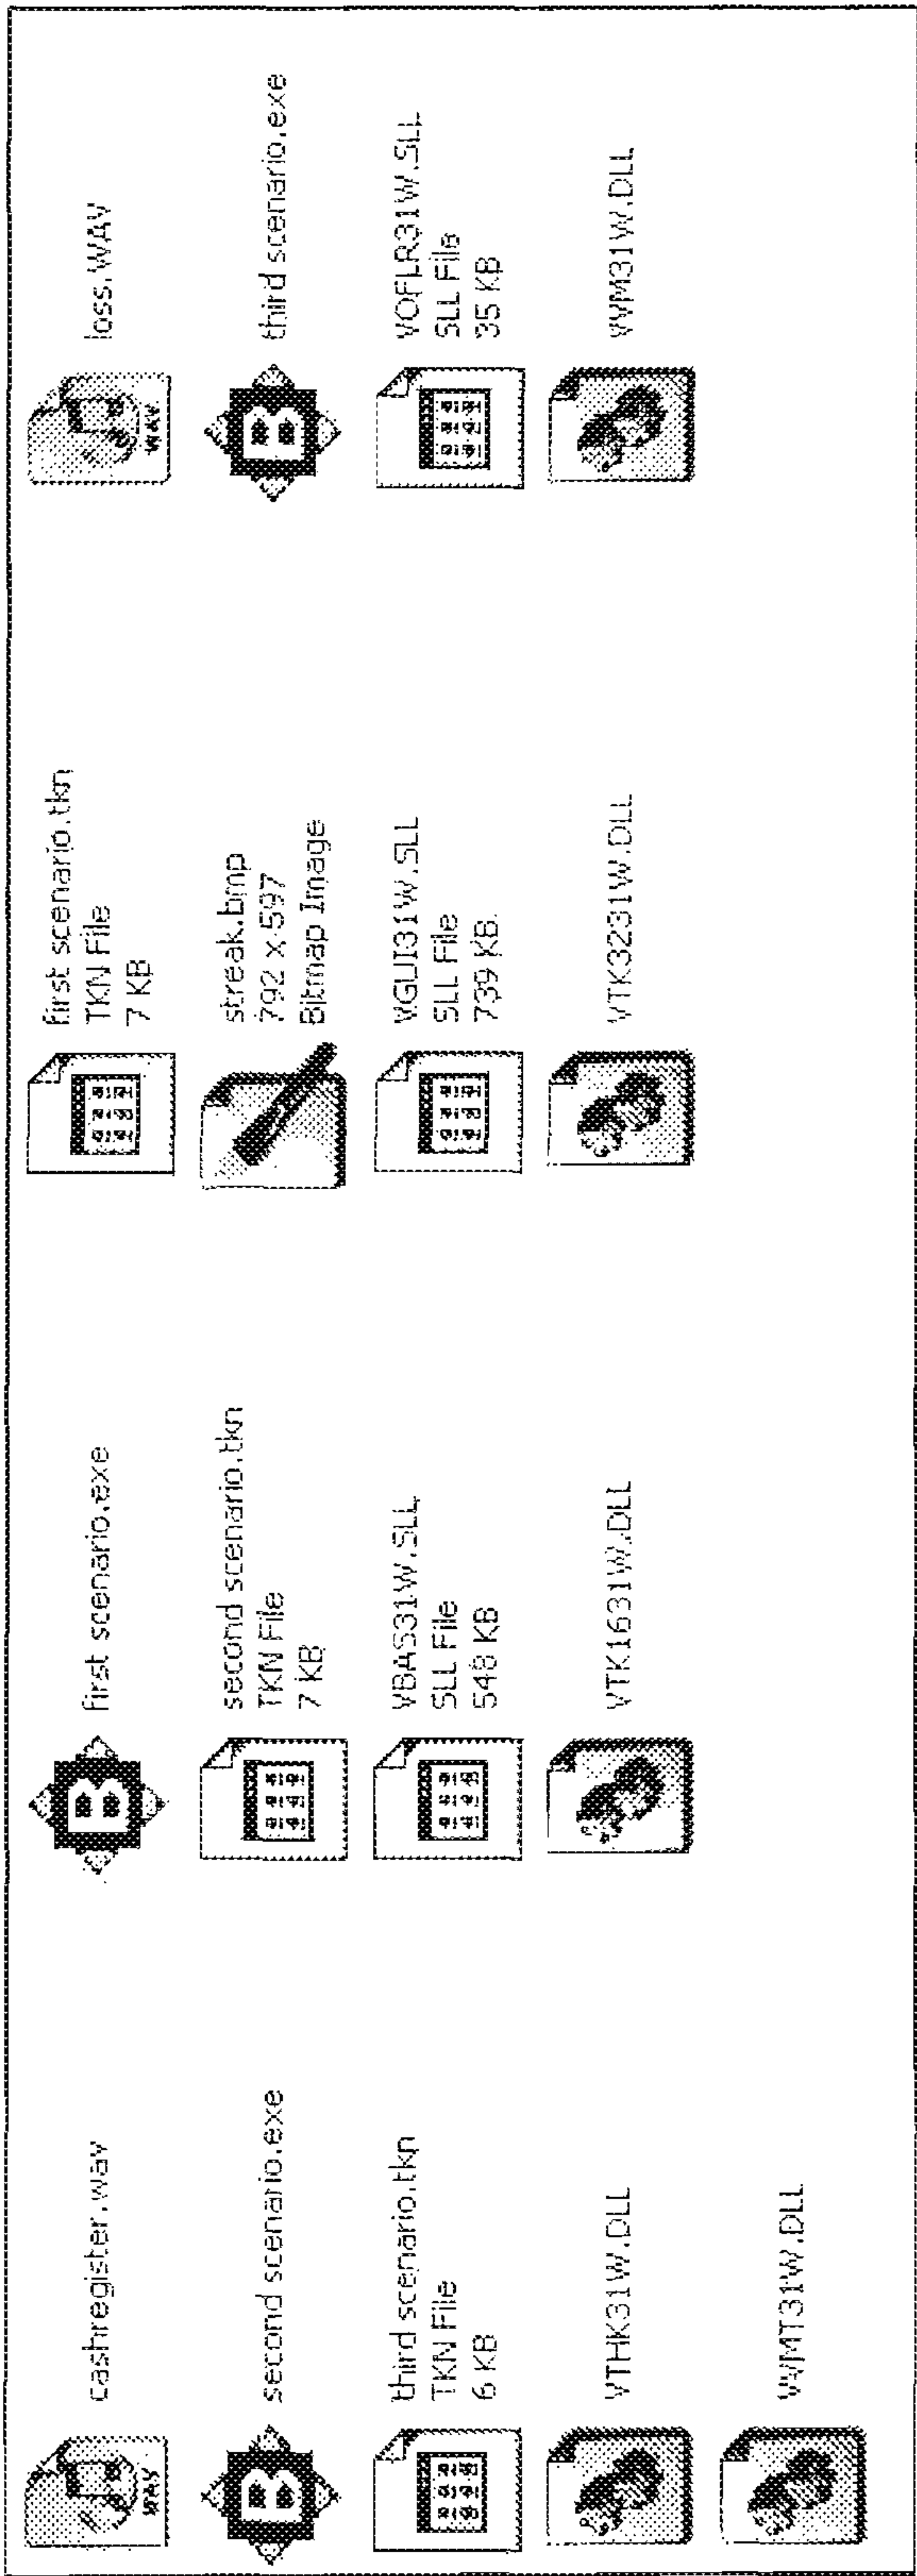 cashregister.wav
first scenario.exe
first scenario.tkn
TKN File
7 KB
loss.WAV
second scenario.exe
second scenario.tkn
TKN File
7 KB
streak.bmp
792 x 597
Bitmap Image
third scenario.exe
third scenario.tkn
TKN File
6 KB
VBAS31W.SLL
SLL File
548 KB
VGUI31W.SLL
SLL File
739 KB
VOFLR31W.SLL
SLL File
35 KB
VTHK31W.DLL
VTK1631W.DLL
VTK3231W.DLL
VVM31W.DLL
VVMT31W.DLL